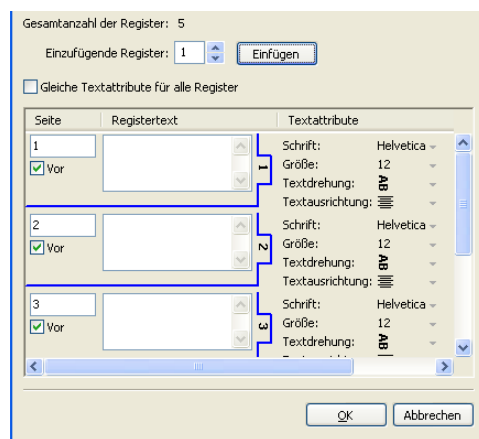 Gesamtanzahl der Register: 5
Einzufügende Register: 1 Einfügen
Gleiche Textattribute für alle Register
Seite Registertext Textattribute
1 Schrift: Helvetica
Vor 1 Größe: 12
Textdrehung: AB
Textausrichtung:
2 Schrift: Helvetica
Vor 2 Größe: 12
Textdrehung: AB
Textausrichtung:
3 Schrift: Helvetica
Vor 3 Größe: 12
Textdrehung: AB
OK Abbrechen